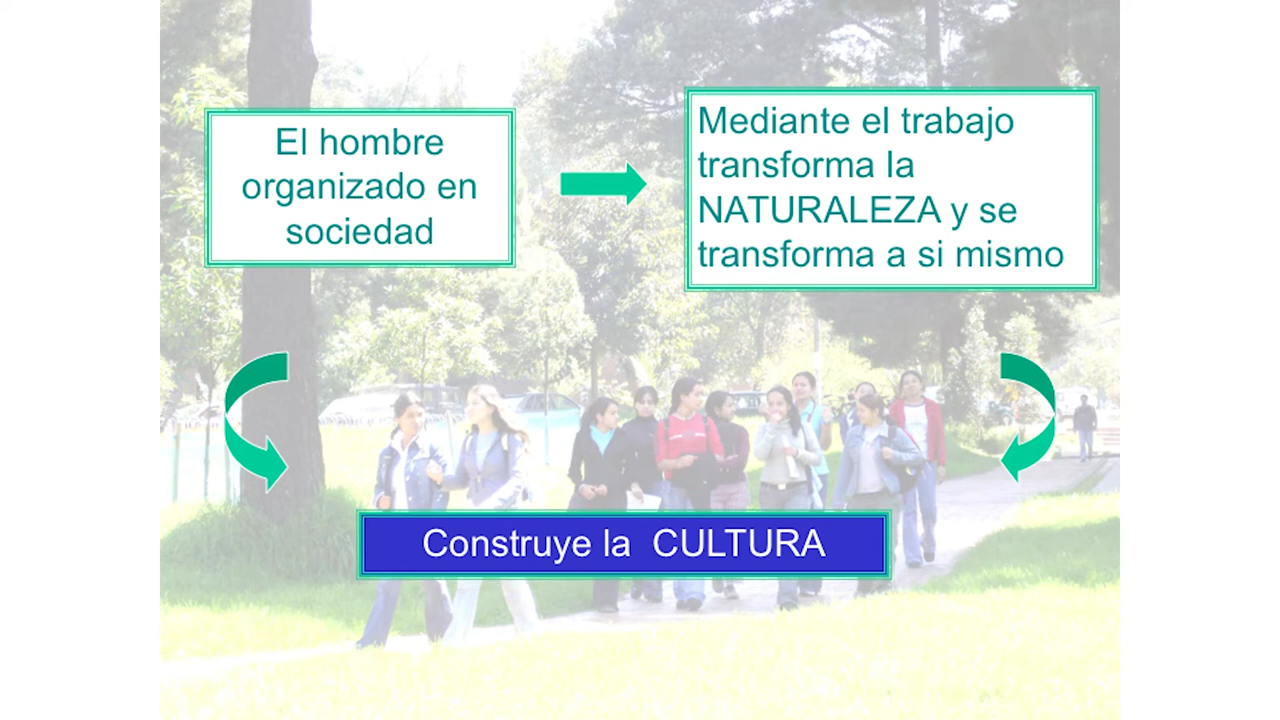 El hombre
organizado en
sociedad
Mediante el trabajo
transforma la
NATURALEZA y se
transforma a si mismo
Construye la  CULTURA